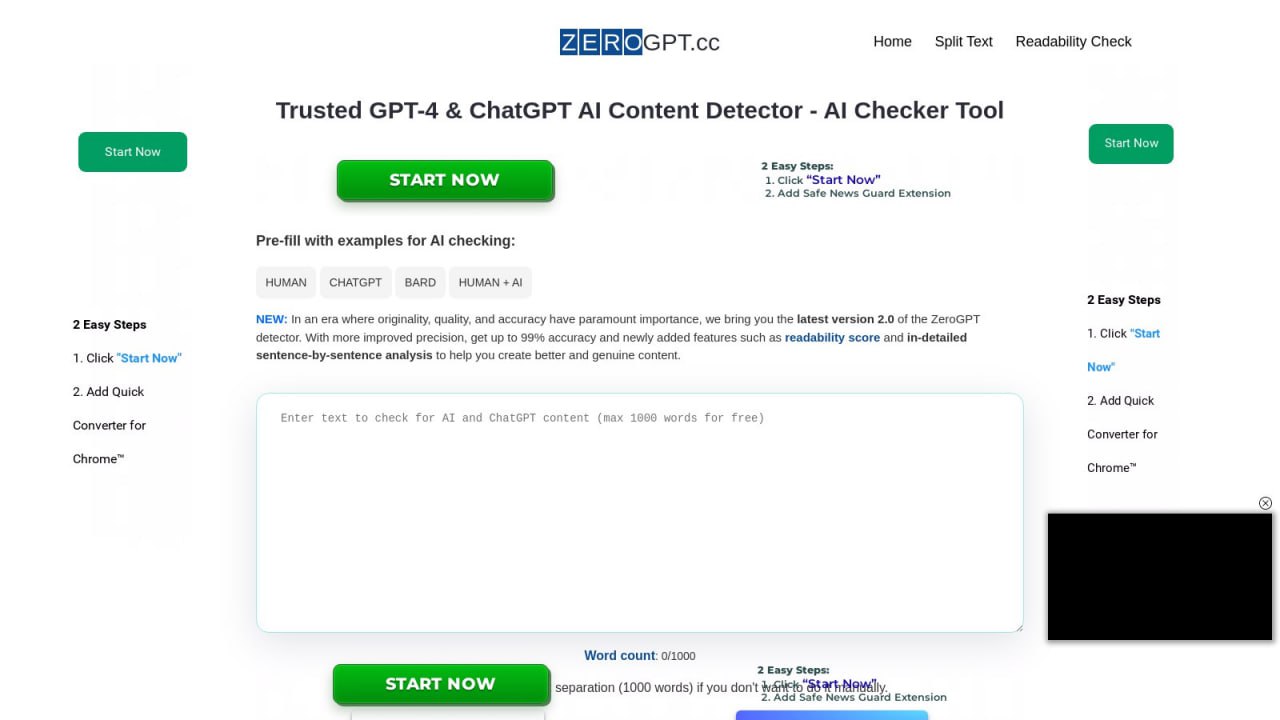 ZEROGPT.cc
Home
Split Text
Readability Check
Trusted GPT-4 & ChatGPT AI Content Detector - AI Checker Tool
Start Now
Start Now
START NOW
2 Easy Steps:
1. Click “Start Now”
2. Add Safe News Guard Extension
Pre-fill with examples for AI checking:
HUMAN
CHATGPT
BARD
HUMAN + AI
NEW: In an era where originality, quality, and accuracy have paramount importance, we bring you the latest version 2.0 of the ZeroGPT
detector. With more improved precision, get up to 99% accuracy and newly added features such as readability score and in-detailed
sentence-by-sentence analysis to help you create better and genuine content.
2 Easy Steps
1. Click "Start Now"
2. Add Quick
Converter for
Chrome™
2 Easy Steps
1. Click "Start
Now"
2. Add Quick
Converter for
Chrome™
Enter text to check for AI and ChatGPT content (max 1000 words for free)
Word count: 0/1000
START NOW
2 Easy Steps:
1. Click “Start Now”
separation (1000 words) if you don't want to do it manually.
2. Add Safe News Guard Extension